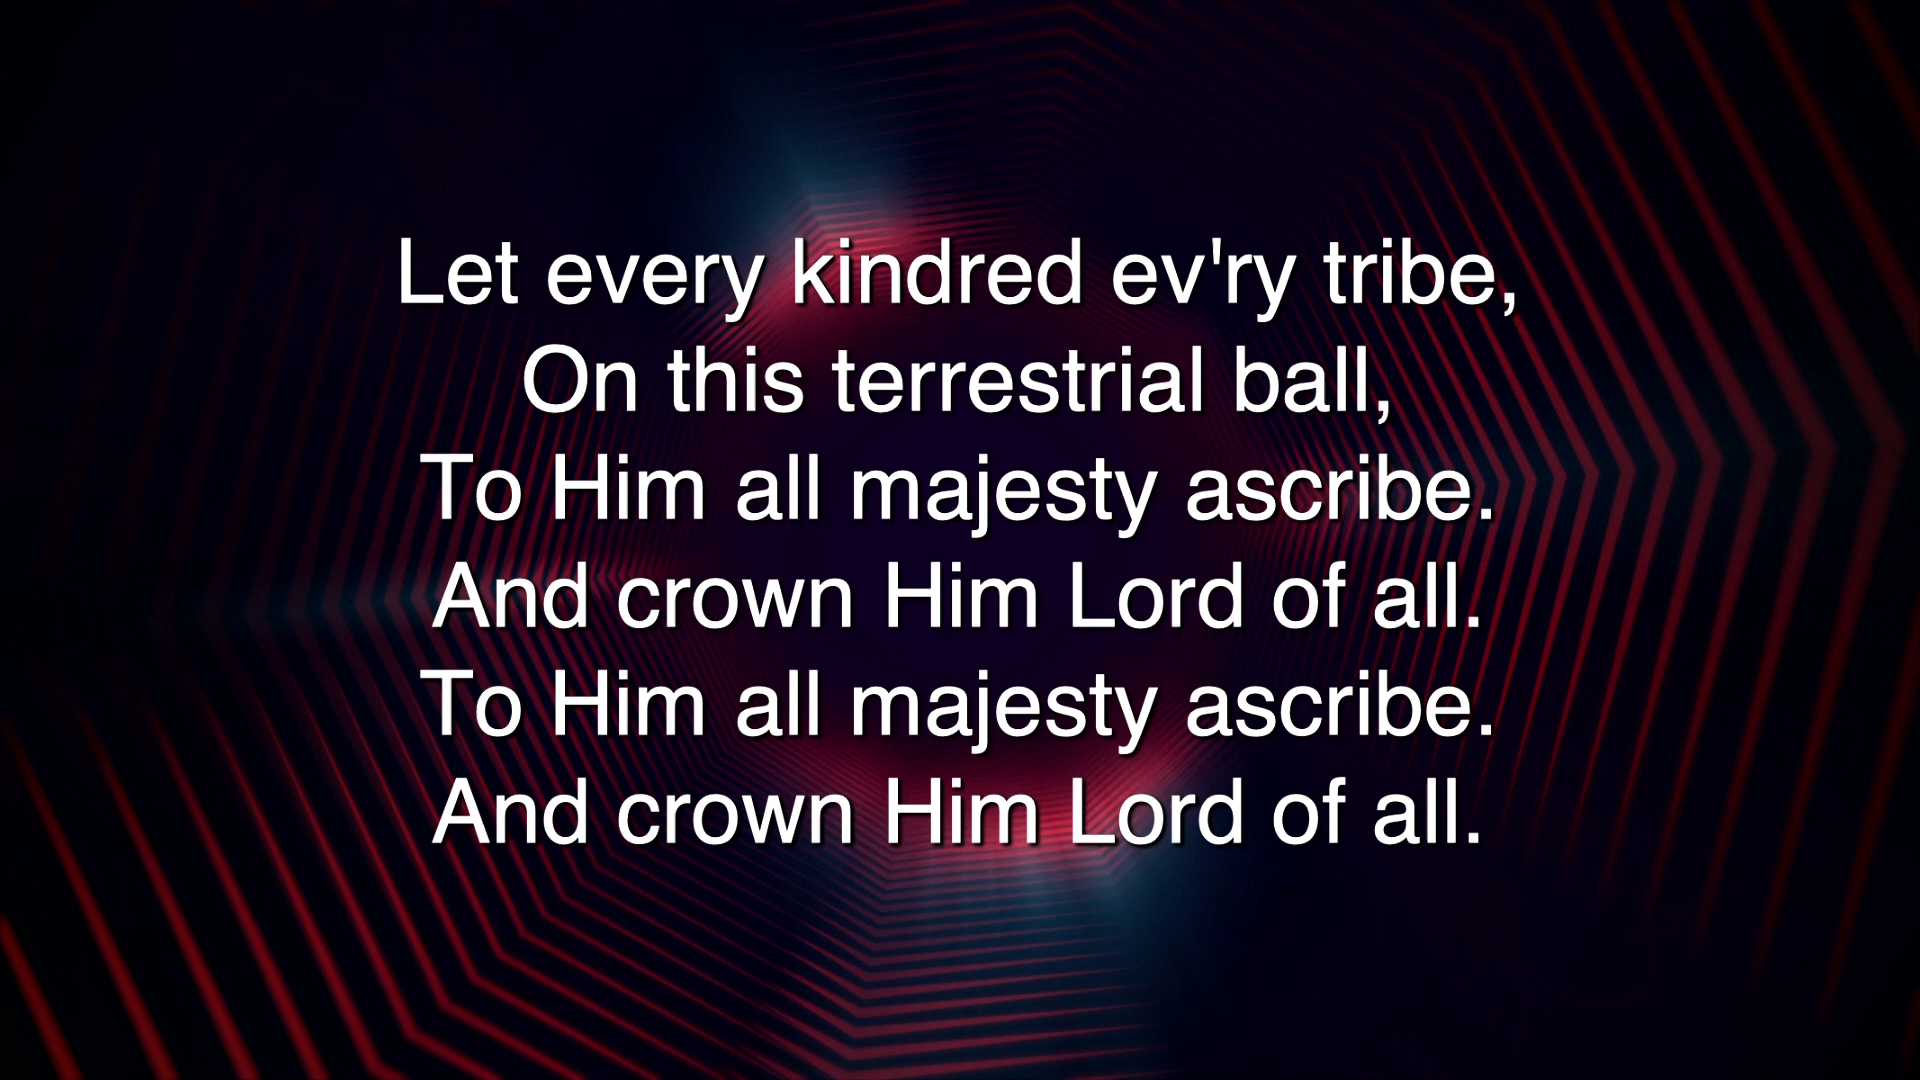 Let every kindred ev'ry tribe,
On this terrestrial ball,
To Him all majesty ascribe.
And crown Him Lord of all.
To Him all majesty ascribe.
And crown Him Lord of all.